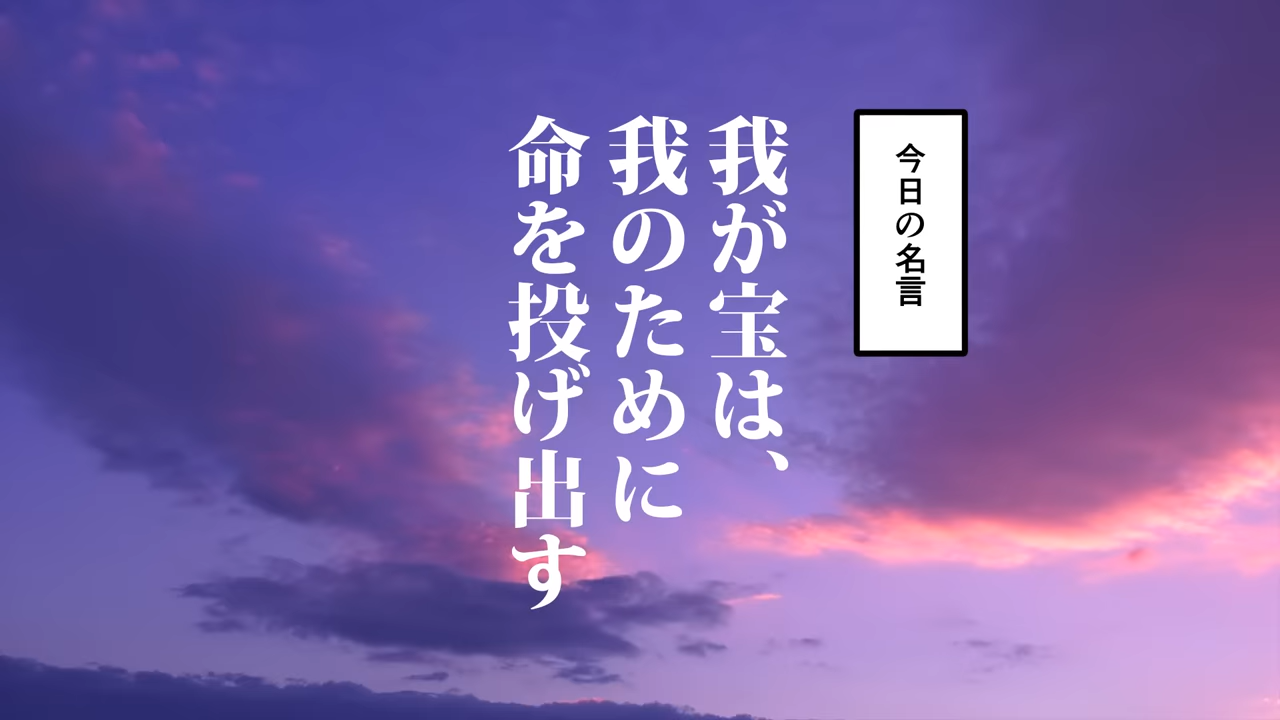 今日の名言
我が宝は、
我のために
命を投げ出す